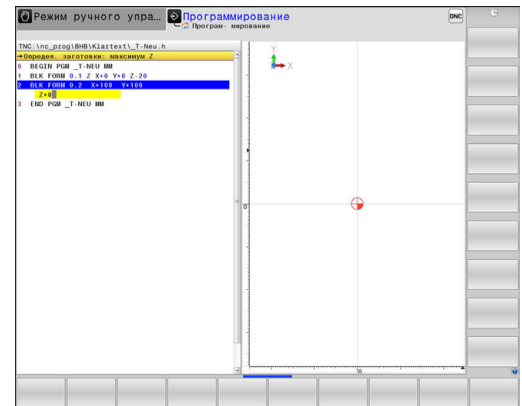 Режим ручного упра...
Программирование
Програм- мирование
DNC
TNC:\nc_prog\BHB\Klartext\_T-Neu.h
→Определ. заготовки: максимум Z
0 BEGIN PGM _T-NEU MM
1 BLK FORM 0.1 Z X+0 Y+0 Z-20
2 BLK FORM 0.2 X+100 Y+100
Z+0
3 END PGM _T-NEU MM
Y
X
0
0